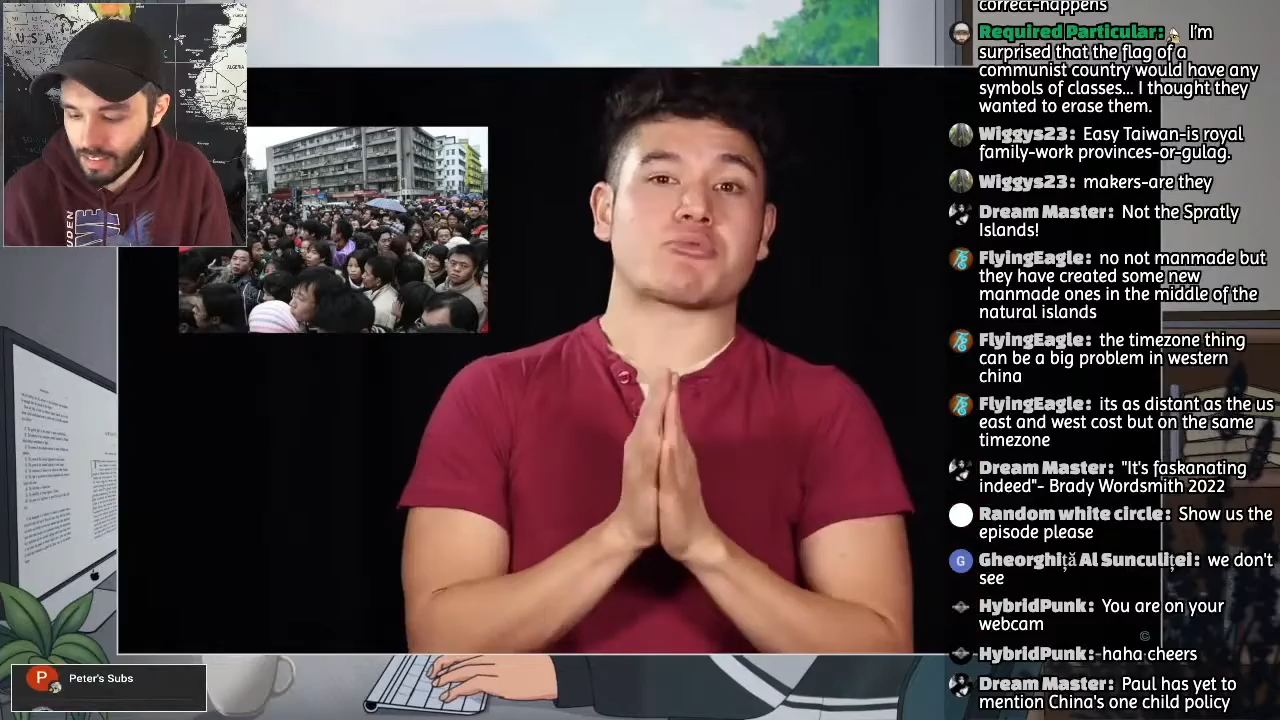 USA
ALGERIA
UDEN
correct-happens
Required Particular: I'm
surprised that the flag of a
communist country would have any
symbols of classes... I thought they
wanted to erase them.
Wiggys23: Easy Taiwan-is royal
family-work provinces-or-gulag.
Wiggys23: makers-are they
Dream Master: Not the Spratly
Islands!
FlyingEagle: no not manmade but
they have created some new
manmade ones in the middle of the
natural islands
FlyingEagle: the timezone thing
can be a big problem in western
china
FlyingEagle: its as distant as the us
east and west cost but on the same
timezone
Dream Master: "It's faskanating
indeed"- Brady Wordsmith 2022
Random white circle: Show us the
episode please
G
Gheorghiță Al Sunculiței: we don't
see
HybridPunk: You are on your
webcam
©
HybridPunk: haha cheers
Dream Master: Paul has yet to
mention China's one child policy
P
Peter's Subs